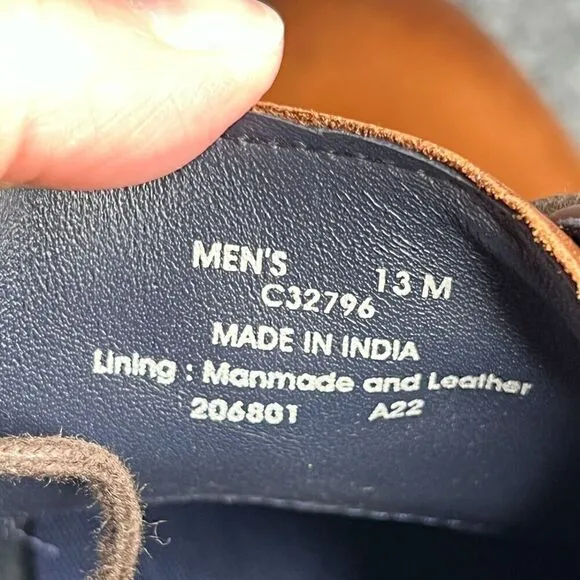 MEN'S 13 M
C32796
MADE IN INDIA
Lining : Manmade and Leather
206801 A22